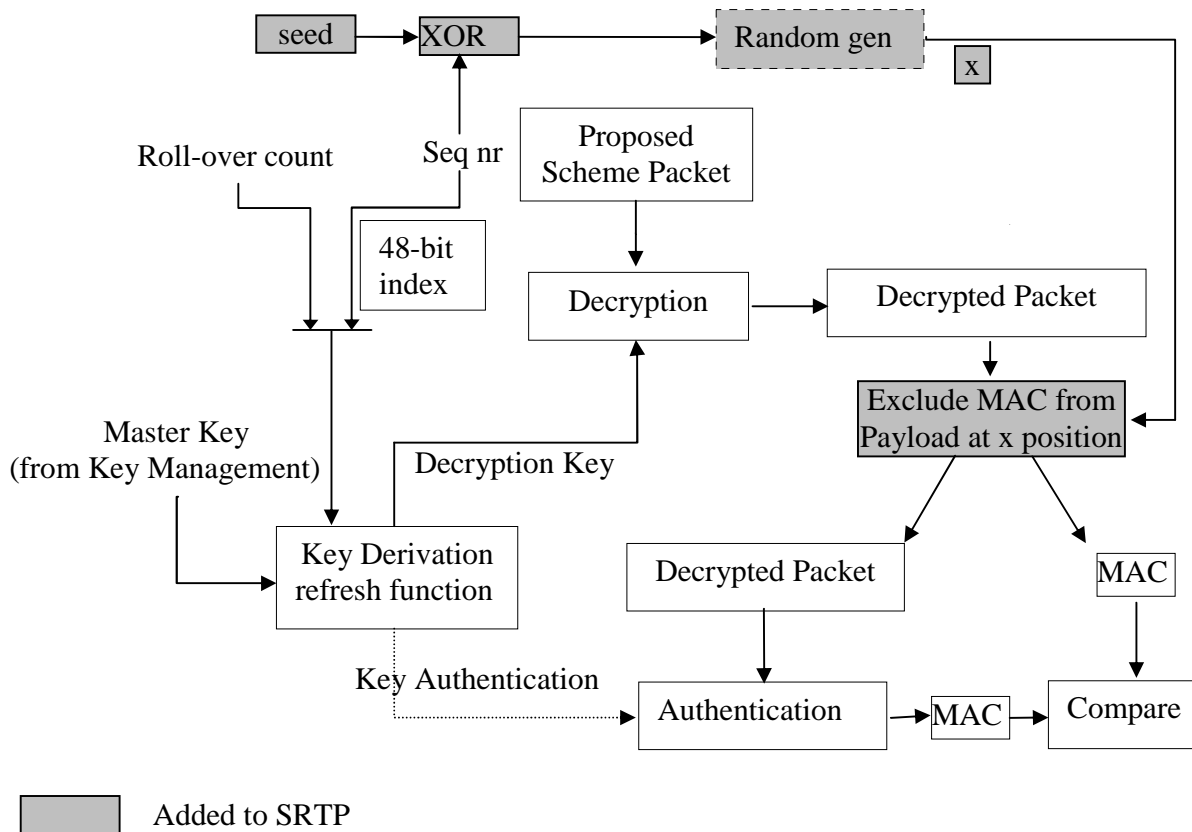 seed
XOR
Random gen
x
Proposed
Scheme Packet
Roll-over count
Seq nr
48-bit
index
Decryption
Decrypted Packet
Exclude MAC from
Payload at x position
Master Key
(from Key Management)
Decryption Key
Key Derivation
refresh function
Decrypted Packet
MAC
Key Authentication
Authentication
MAC
Compare
Added to SRTP